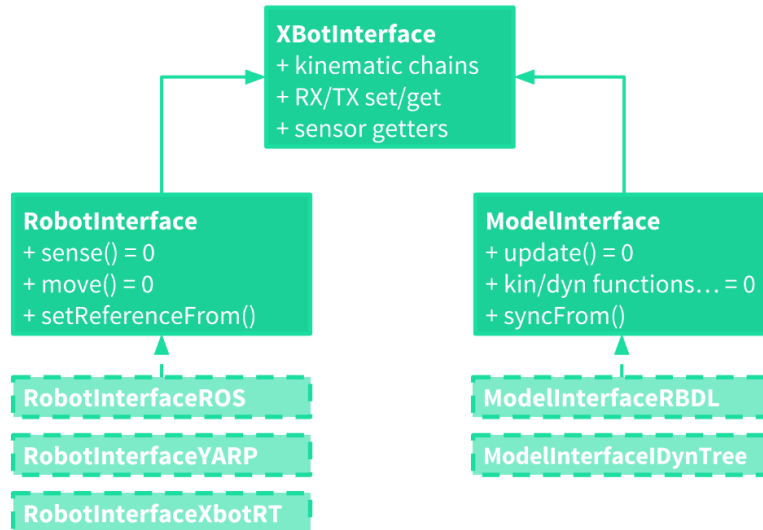 XBotInterface
+ kinematic chains
+ RX/TX set/get
+ sensor getters
RobotInterface
+ sense() = 0
+ move() = 0
+ setReferenceFrom()
ModelInterface
+ update() = 0
+ kin/dyn functions… = 0
+ syncFrom()
RobotInterfaceROS
RobotInterfaceYARP
RobotInterfaceXbotRT
ModelInterfaceRBDL
ModelInterfaceIDynTree